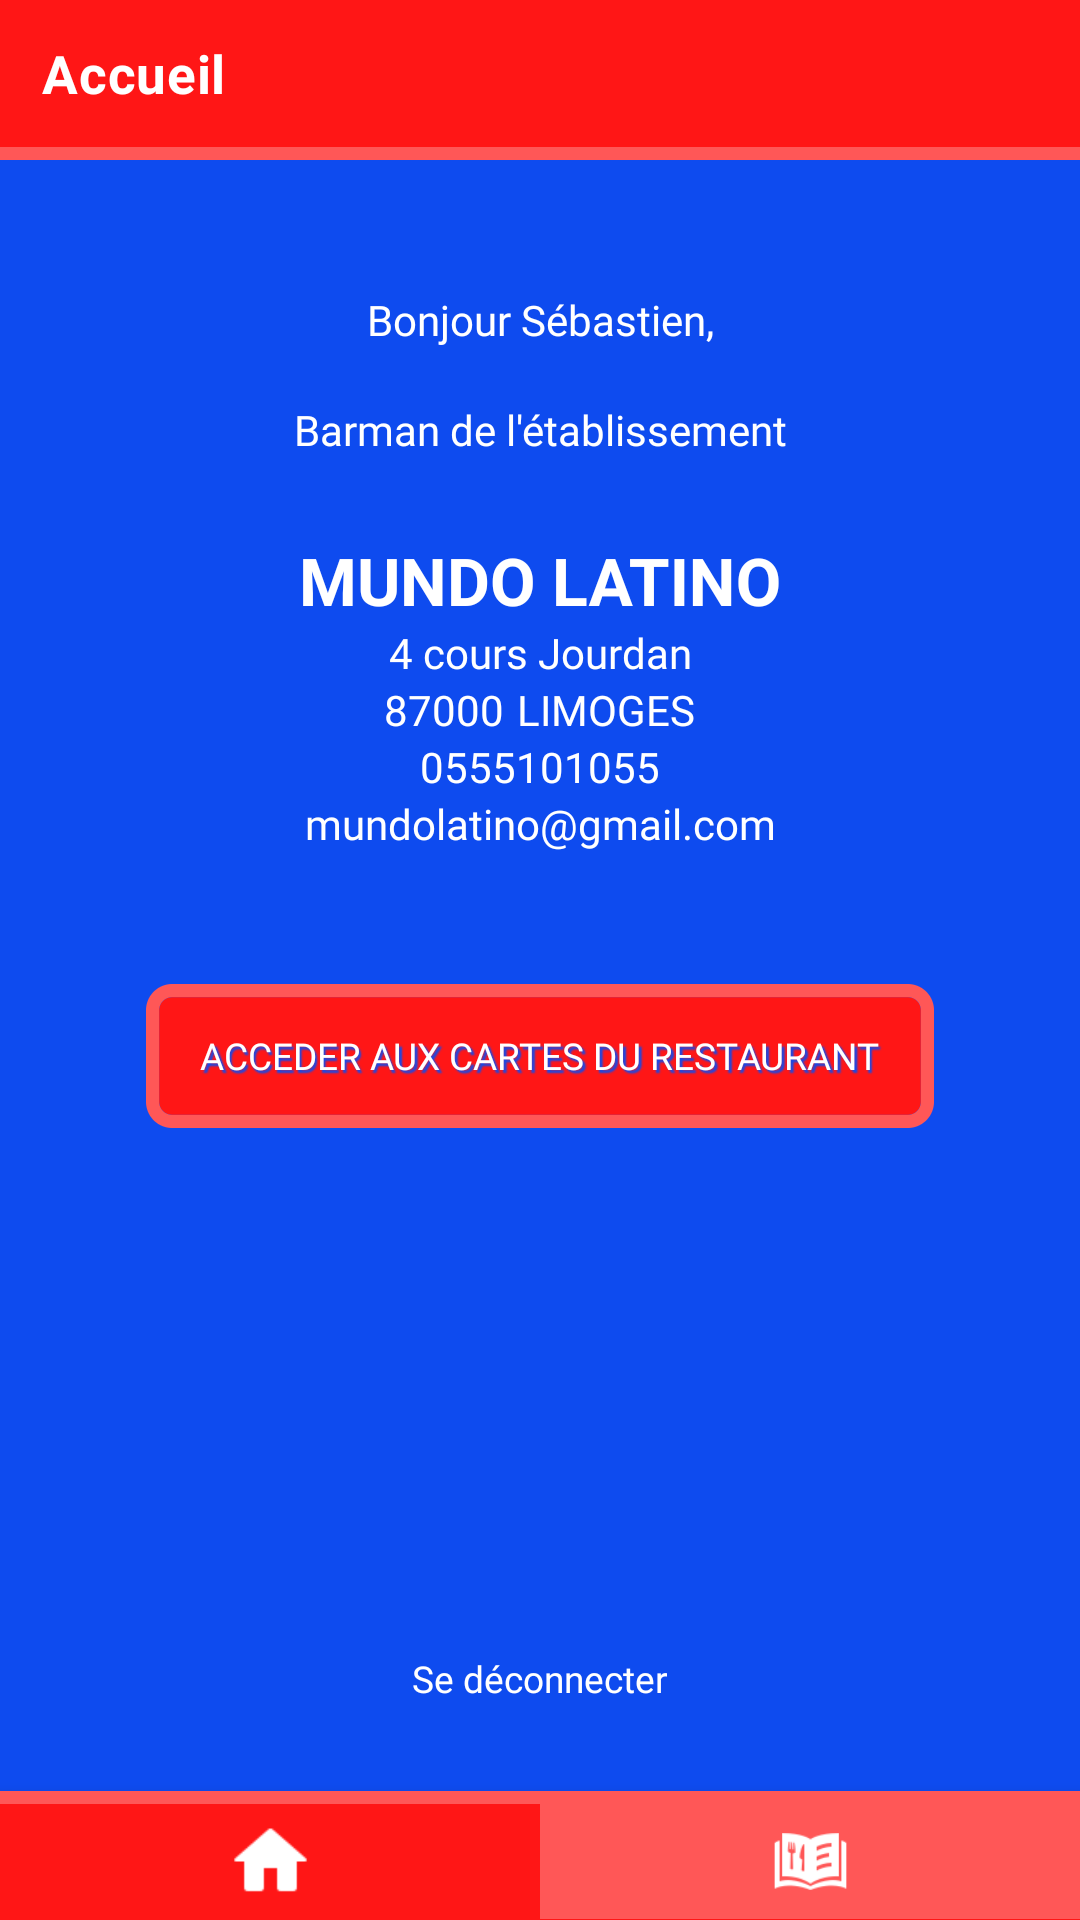 Accueil
Bonjour Sébastien,
Barman de l'établissement
MUNDO LATINO
4 cours Jourdan
87000 LIMOGES
0555101055
mundolatino@gmail.com
ACCEDER AUX CARTES DU RESTAURANT
Se déconnecter